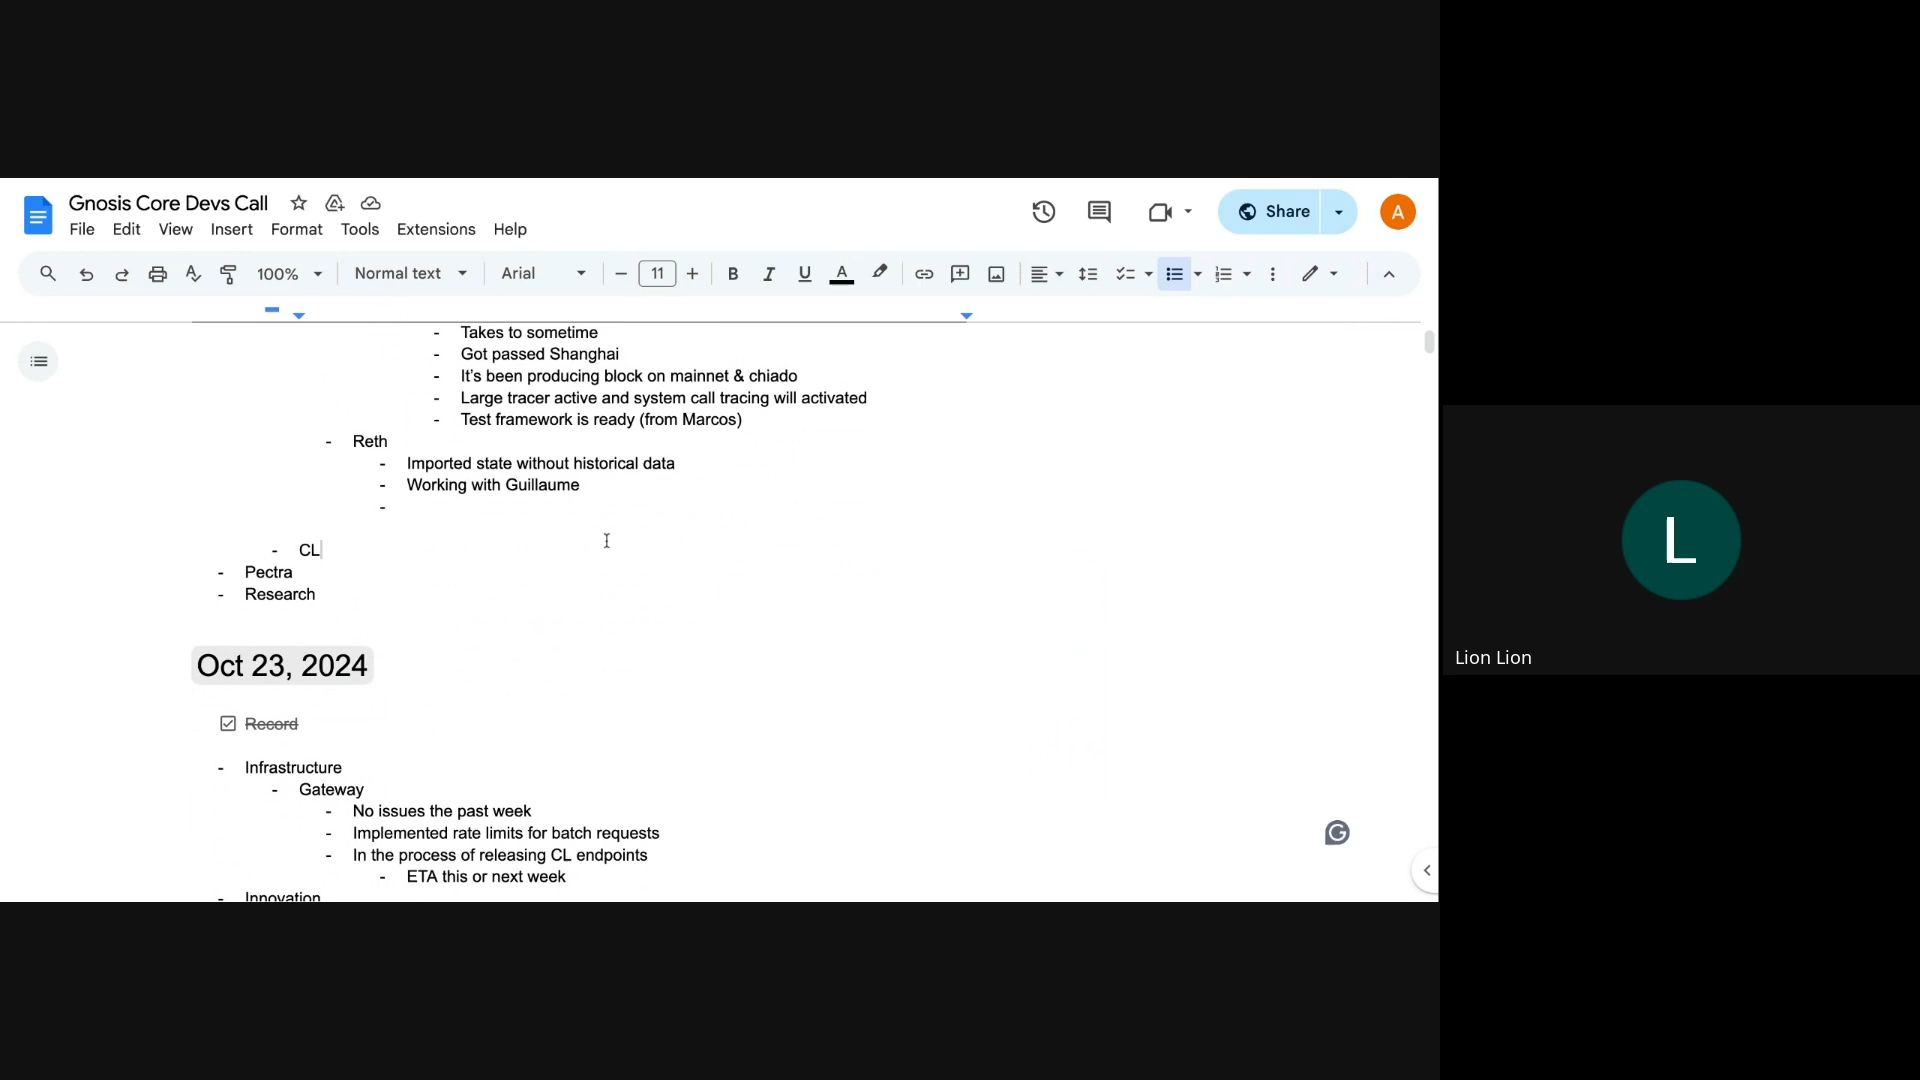 Gnosis Core Devs Call
Share
A
File Edit View Insert Format Tools Extensions Help
100% Normal text Arial 11 B I U A
- Takes to sometime
- Got passed Shanghai
- It's been producing block on mainnet & chiado
- Large tracer active and system call tracing will activated
- Test framework is ready (from Marcos)
- Reth
- Imported state without historical data
- Working with Guillaume
-
- CL
- Pectra
- Research
Oct 23, 2024
Record
- Infrastructure
- Gateway
- No issues the past week
- Implemented rate limits for batch requests
- In the process of releasing CL endpoints
- ETA this or next week
- Innovation
L
Lion Lion